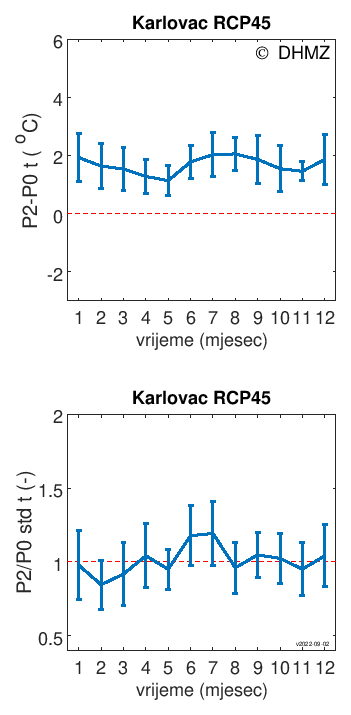 Karlovac RCP45
© DHMZ
P2-P0 t ( °C)
6
4
2
0
-2
1 2 3 4 5 6 7 8 9 10 11 12
vrijeme (mjesec)
Karlovac RCP45
P2/P0 std t (-)
2
1.5
1
0.5
v2022-09-02
1 2 3 4 5 6 7 8 9 10 11 12
vrijeme (mjesec)